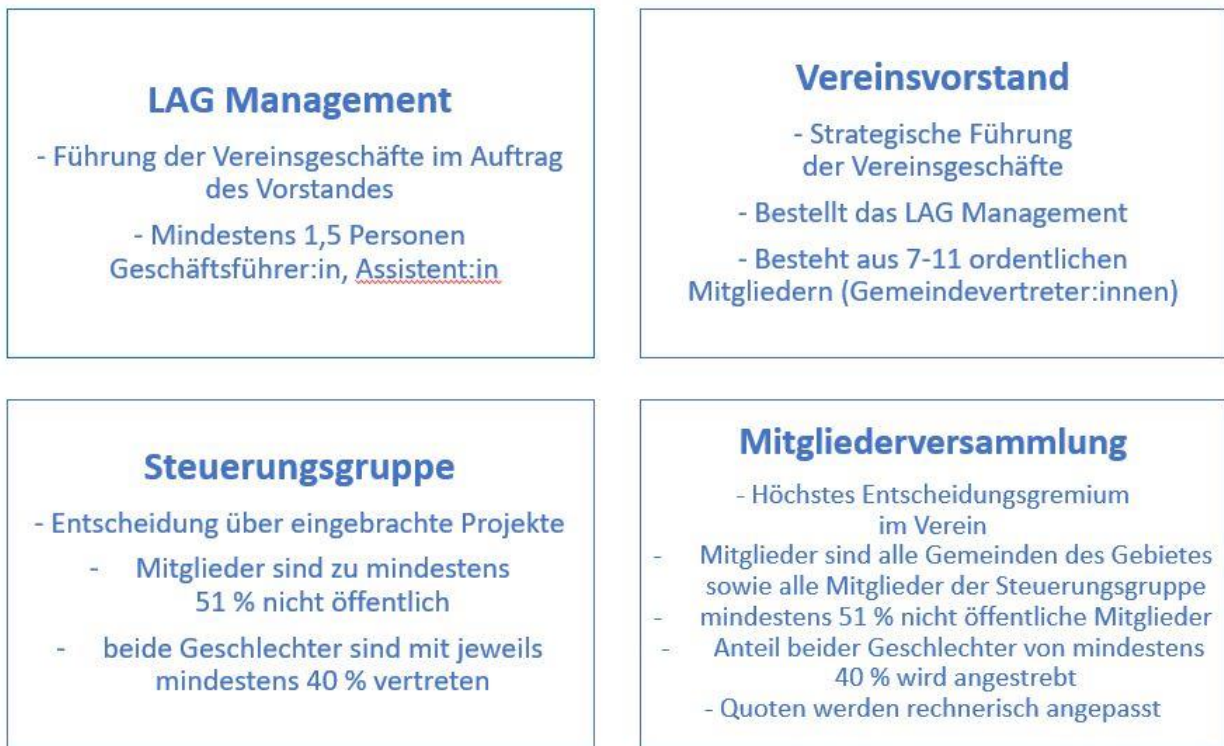 LAG Management
- Führung der Vereinsgeschäfte im Auftrag
des Vorstandes
- Mindestens 1,5 Personen
Geschäftsführer:in, Assistent:in
Vereinsvorstand
- Strategische Führung
der Vereinsgeschäfte
- Bestellt das LAG Management
- Besteht aus 7-11 ordentlichen
Mitgliedern (Gemeindevertreter:innen)
Steuerungsgruppe
- Entscheidung über eingebrachte Projekte
- Mitglieder sind zu mindestens
51 % nicht öffentlich
- beide Geschlechter sind mit jeweils
mindestens 40 % vertreten
Mitgliederversammlung
- Höchstes Entscheidungsgremium
im Verein
- Mitglieder sind alle Gemeinden des Gebietes
sowie alle Mitglieder der Steuerungsgruppe
- mindestens 51 % nicht öffentliche Mitglieder
- Anteil beider Geschlechter von mindestens
40 % wird angestrebt
- Quoten werden rechnerisch angepasst